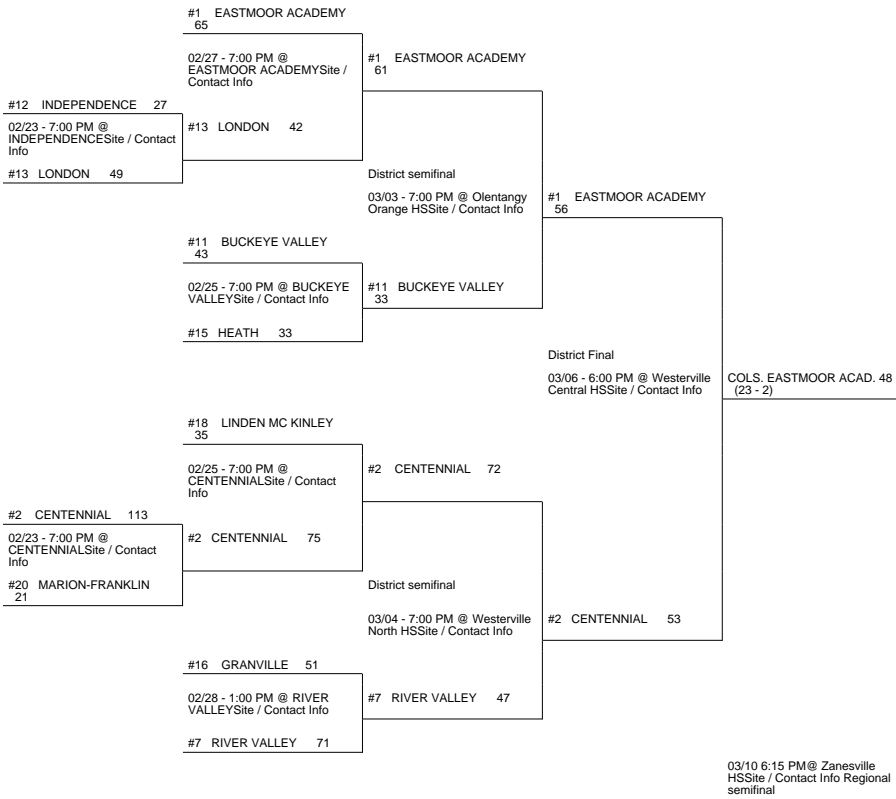 #1 EASTMOOR ACADEMY
65
02/27 - 7:00 PM @
EASTMOOR ACADEMYSite /
Contact Info
#1 EASTMOOR ACADEMY
61
#12 INDEPENDENCE 27
02/23 - 7:00 PM @
INDEPENDENCESite / Contact
Info
#13 LONDON 42
#13 LONDON 49
District semifinal
03/03 - 7:00 PM @ Olentangy
Orange HSSite / Contact Info
#1 EASTMOOR ACADEMY
56
#11 BUCKEYE VALLEY
43
02/25 - 7:00 PM @ BUCKEYE
VALLEYSite / Contact Info
#11 BUCKEYE VALLEY
33
#15 HEATH 33
District Final
03/06 - 6:00 PM @ Westerville
Central HSSite / Contact Info
COLS. EASTMOOR ACAD. 48
(23 - 2)
#18 LINDEN MC KINLEY
35
02/25 - 7:00 PM @
CENTENNIALSite / Contact
Info
#2 CENTENNIAL 72
#2 CENTENNIAL 113
02/23 - 7:00 PM @
CENTENNIALSite / Contact
Info
#2 CENTENNIAL 75
#20 MARION-FRANKLIN
21
District semifinal
03/04 - 7:00 PM @ Westerville
North HSSite / Contact Info
#2 CENTENNIAL 53
#16 GRANVILLE 51
02/28 - 1:00 PM @ RIVER
VALLEYSite / Contact Info
#7 RIVER VALLEY 47
#7 RIVER VALLEY 71
03/10 6:15 PM@ Zanesville
HSSite / Contact Info Regional
semifinal